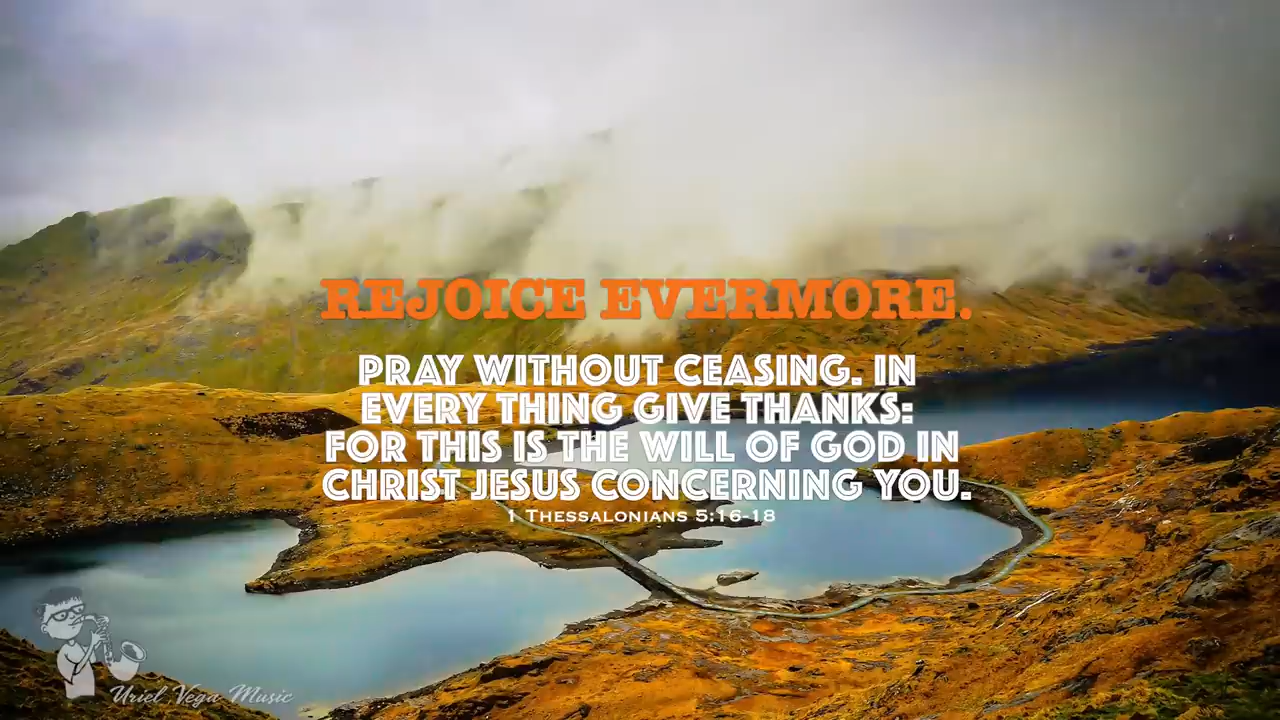 REJOICE EVERMORE.
PRAY WITHOUT CEASING. IN
EVERY THING GIVE THANKS:
FOR THIS IS THE WILL OF GOD IN
CHRIST JESUS CONCERNING YOU.
1 Thessalonians 5:16-18
Uriel Vega Music